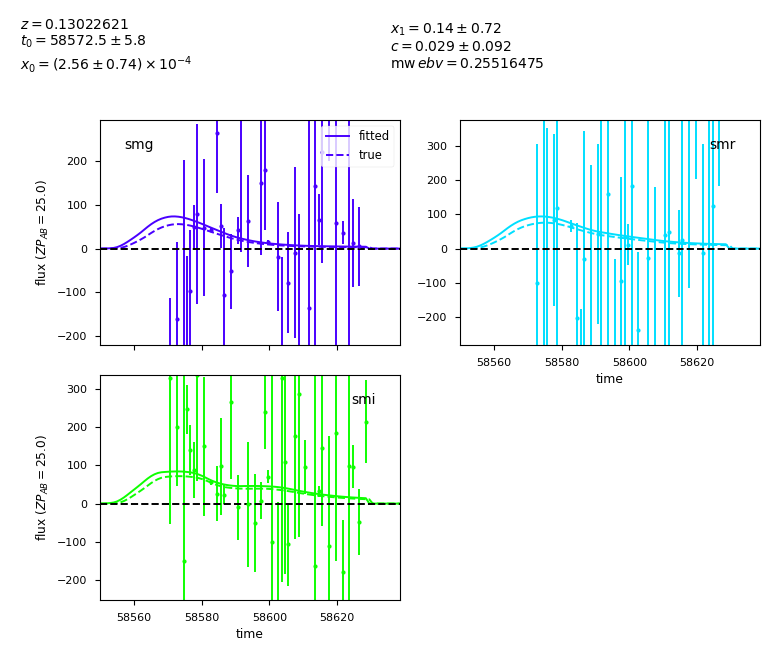 z = 0.13022621
t₀ = 58572.5 ± 5.8
x₀ = (2.56 ± 0.74) × 10⁻⁴
x₁ = 0.14 ± 0.72
c = 0.029 ± 0.092
mwebv = 0.25516475
smg
fitted
true
200
100
0
−100
−200
flux (ZP_AB = 25.0)
smr
300
200
100
0
−100
−200
58560 58580 58600 58620
time
smi
300
200
100
0
−100
−200
flux (ZP_AB = 25.0)
58560 58580 58600 58620
time